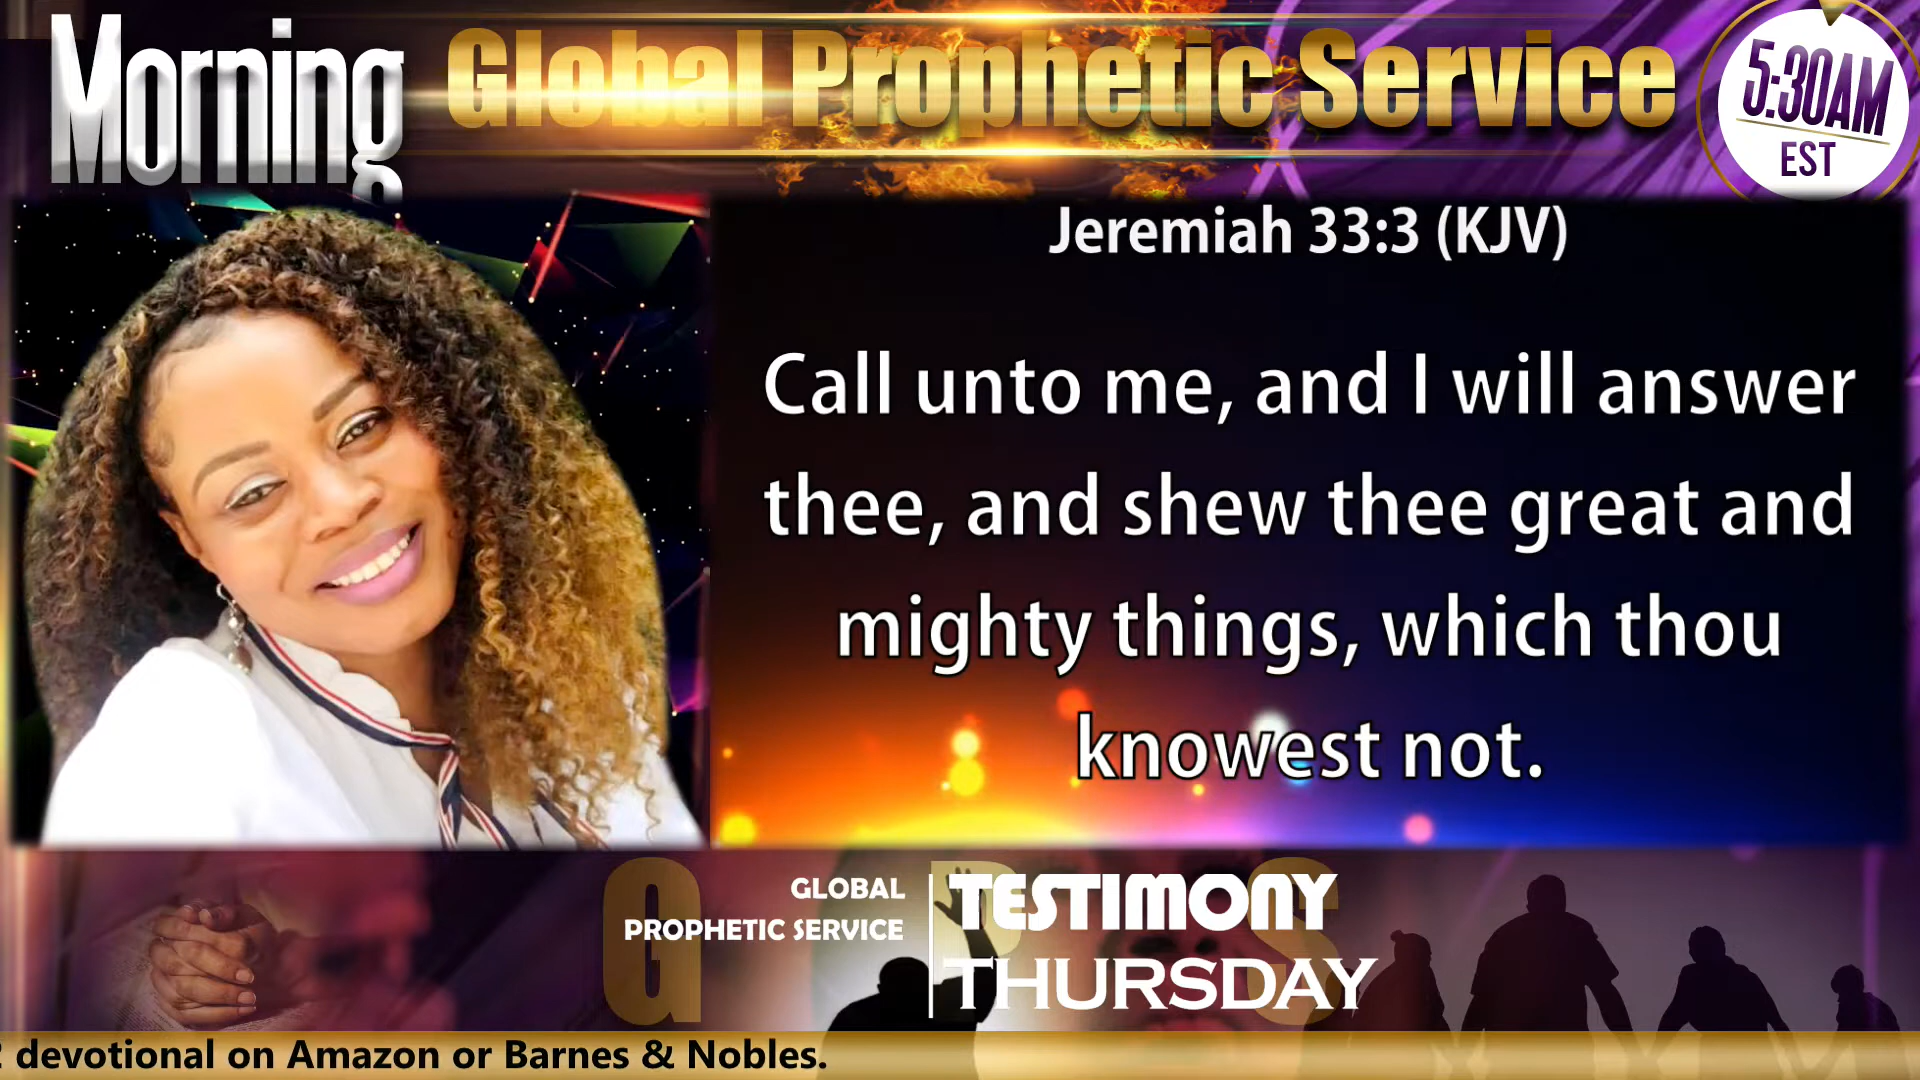 Morning
Global Prophetic Service
5:30AM
EST
Jeremiah 33:3 (KJV)
Call unto me, and I will answer
thee, and shew thee great and
mighty things, which thou
knowest not.
G P S
GLOBAL
PROPHETIC SERVICE
TESTIMONY
THURSDAY
devotional on Amazon or Barnes & Nobles.